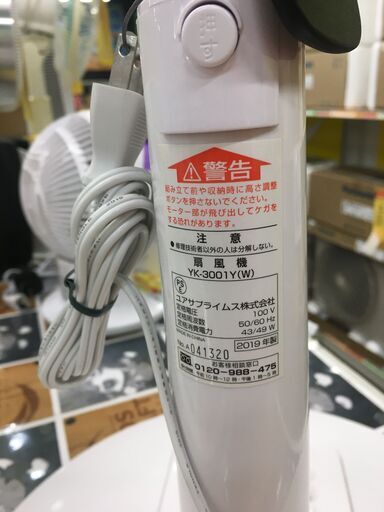 押す
警告
組み立て前や収納時に高さ調整
ボタンを押さないでください。
モーター部が飛び出してケガを
する恐れがあります。
注意
●修理技術者以外の人は分解しない。
扇風機
YK-3001Y(W)
PS
E
ユアサプライムス株式会社
定格電圧 100V
定格周波数 50/60Hz
定格消費電力 43/49W
MADE IN CHINA
NO.A041320 2019年製
お客様相談窓口
0120-988-475